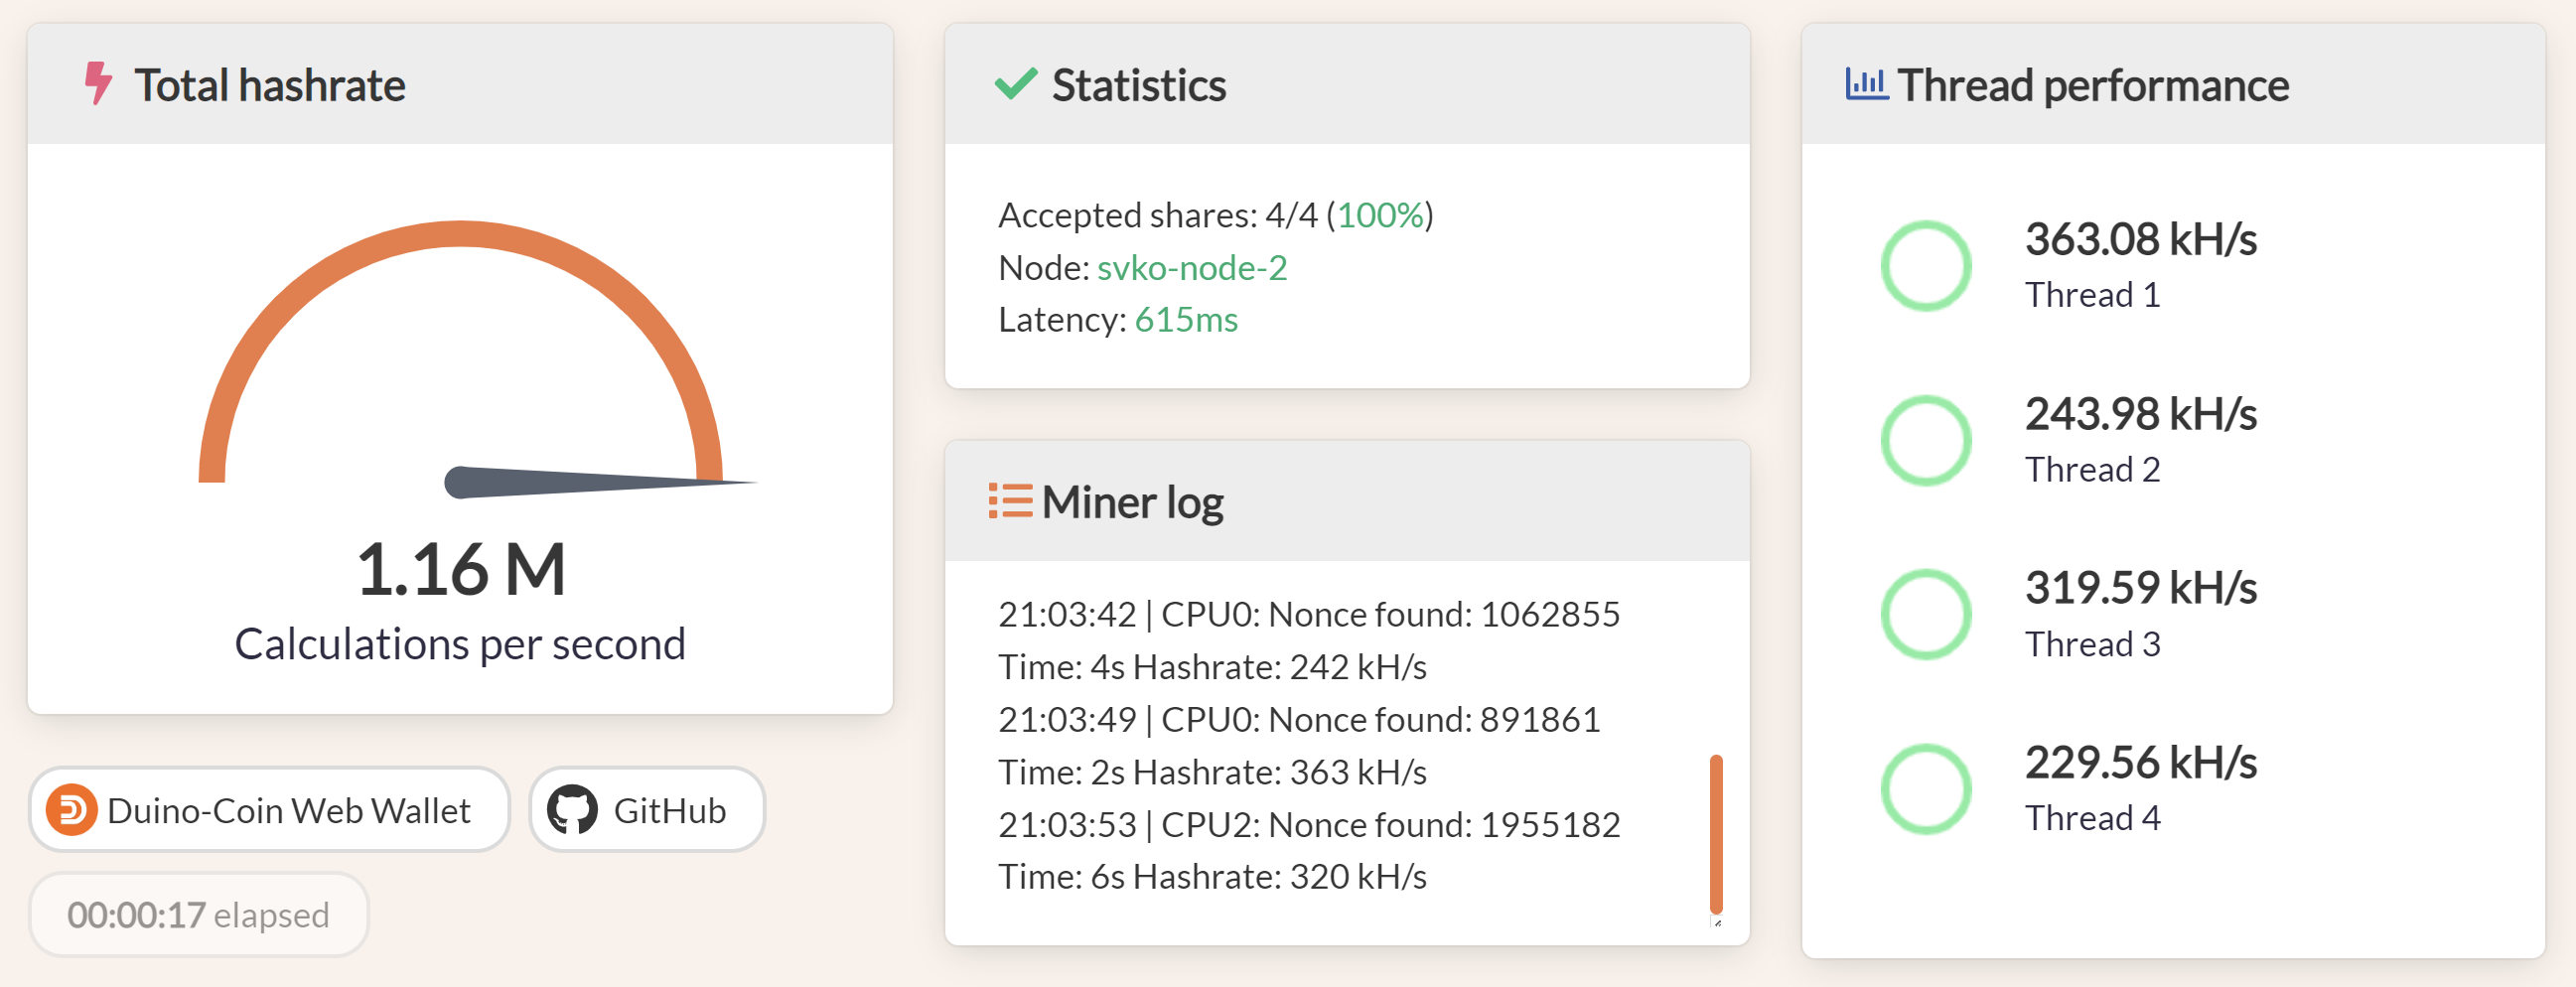 Total hashrate
1.16 M
Calculations per second
Duino-Coin Web Wallet
GitHub
00:00:17 elapsed
Statistics
Accepted shares: 4/4 (100%)
Node: svko-node-2
Latency: 615ms
Miner log
21:03:42 | CPU0: Nonce found: 1062855
Time: 4s Hashrate: 242 kH/s
21:03:49 | CPU0: Nonce found: 891861
Time: 2s Hashrate: 363 kH/s
21:03:53 | CPU2: Nonce found: 1955182
Time: 6s Hashrate: 320 kH/s
Thread performance
363.08 kH/s
Thread 1
243.98 kH/s
Thread 2
319.59 kH/s
Thread 3
229.56 kH/s
Thread 4